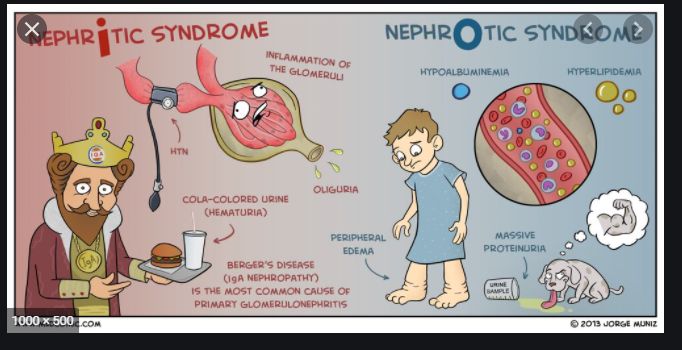 NEPHRiTIC SYNDROME
INFLAMMATION OF
THE GLOMERULI
HTN
OLIGURIA
COLA-COLORED URINE
(HEMATURIA)
IgA
IgA
BERGER'S DISEASE
(IgA NEPHROPATHY)
IS THE MOST COMMON CAUSE OF
PRIMARY GLOMERULONEPHRITIS
NEPHROTIC SYNDROME
HYPOALBUMINEMIA
HYPERLIPIDEMIA
PERIPHERAL
EDEMA
MASSIVE
PROTEINURIA
URINE
SAMPLE
1000 × 500
C.COM
© 2013 JORGE MUNIZ